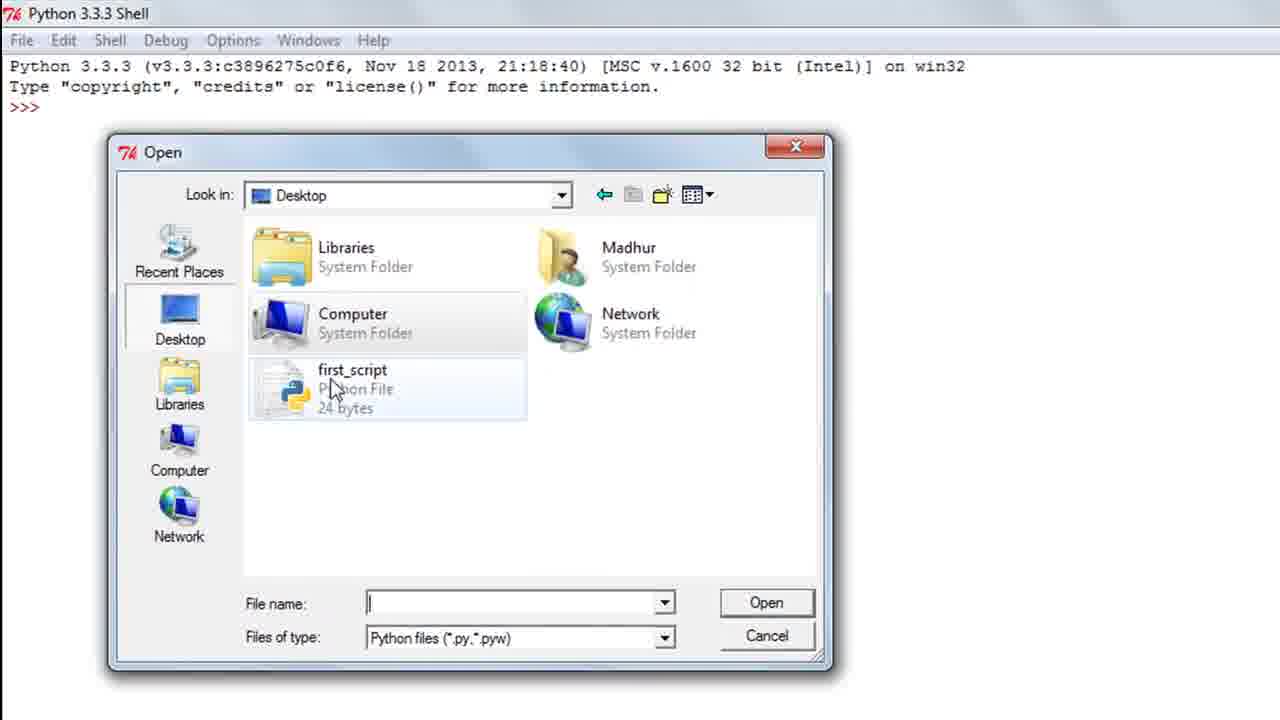 Python 3.3.3 Shell
File Edit Shell Debug Options Windows Help
Python 3.3.3 (v3.3.3:c3896275c0f6, Nov 18 2013, 21:18:40) [MSC v.1600 32 bit (Intel)] on win32
Type "copyright", "credits" or "license()" for more information.
>>>
Open
Look in: Desktop
Recent Places
Desktop
Libraries
Computer
Network
Libraries
System Folder
Madhur
System Folder
Computer
System Folder
Network
System Folder
first_script
Python File
24 bytes
File name: Open
Files of type: Python files (*.py,*.pyw) Cancel